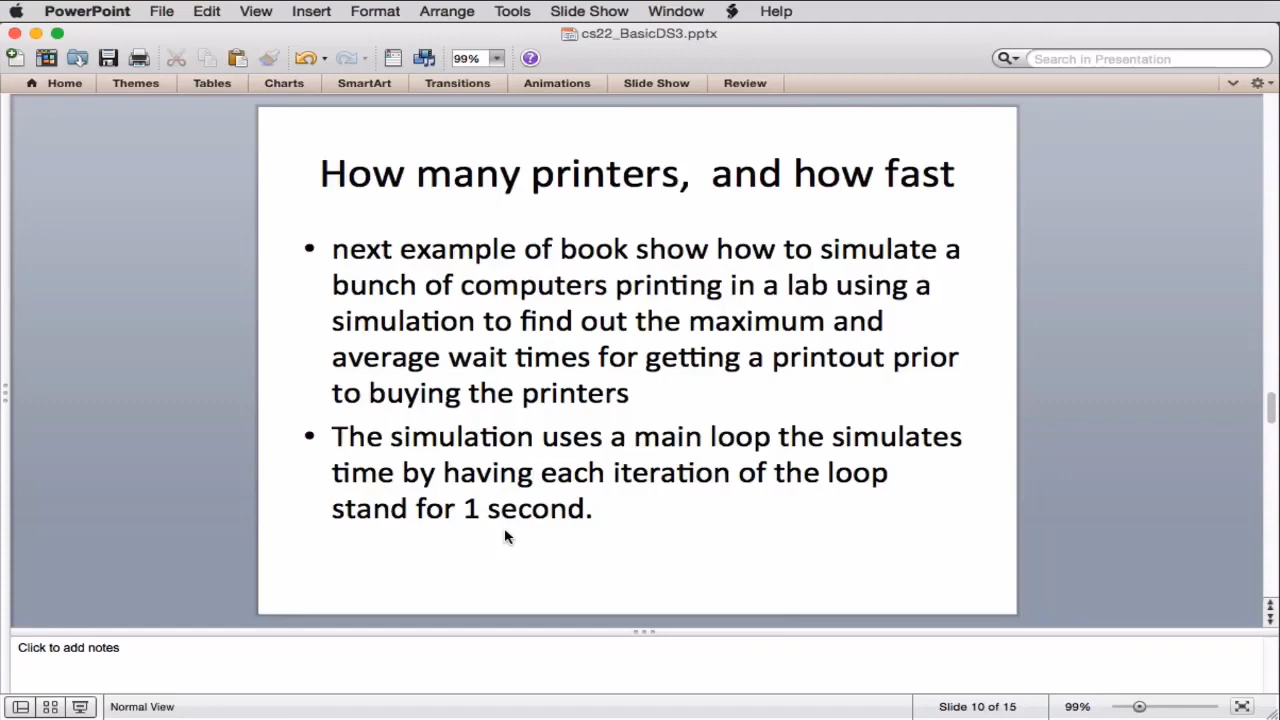 PowerPoint File Edit View Insert Format Arrange Tools Slide Show Window Help
cs22_BasicDS3.pptx
99% Search in Presentation
Home Themes Tables Charts SmartArt Transitions Animations Slide Show Review
How many printers,  and how fast
• next example of book show how to simulate a
bunch of computers printing in a lab using a
simulation to find out the maximum and
average wait times for getting a printout prior
to buying the printers
• The simulation uses a main loop the simulates
time by having each iteration of the loop
stand for 1 second.
Click to add notes
Normal View Slide 10 of 15 99%